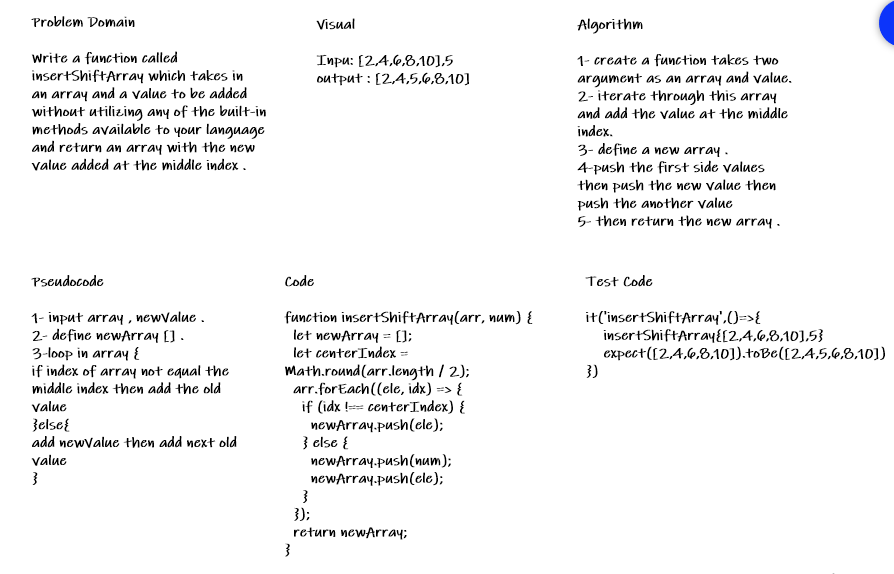 Problem Domain
Write a function called
insertShiftArray which takes in
an array and a value to be added
without utilizing any of the built-in
methods available to your language
and return an array with the new
value added at the middle index .
Visual
Inpu: [2,4,6,8,10],5
output : [2,4,5,6,8,10]
Algorithm
1- create a function takes two
argument as an array and value.
2- iterate through this array
and add the value at the middle
index.
3- define a new array .
4-push the first side values
then push the new value then
push the another value
5- then return the new array .
Pseudocode
1- input array , newValue .
2- define newArray [] .
3-loop in array {
if index of array not equal the
middle index then add the old
value
}else{
add newValue then add next old
value
}
Code
function insertShiftArray(arr, num) {
let newArray = [];
let centerIndex =
Math.round(arr.length / 2);
arr.forEach((ele, idx) => {
if (idx !== centerIndex) {
newArray.push(ele);
} else {
newArray.push(num);
newArray.push(ele);
}
});
return newArray;
}
Test Code
it('insertShiftArray',()=>{
insertShiftArray{[2,4,6,8,10],5}
expect([2,4,6,8,10]).toBe([2,4,5,6,8,10])
})